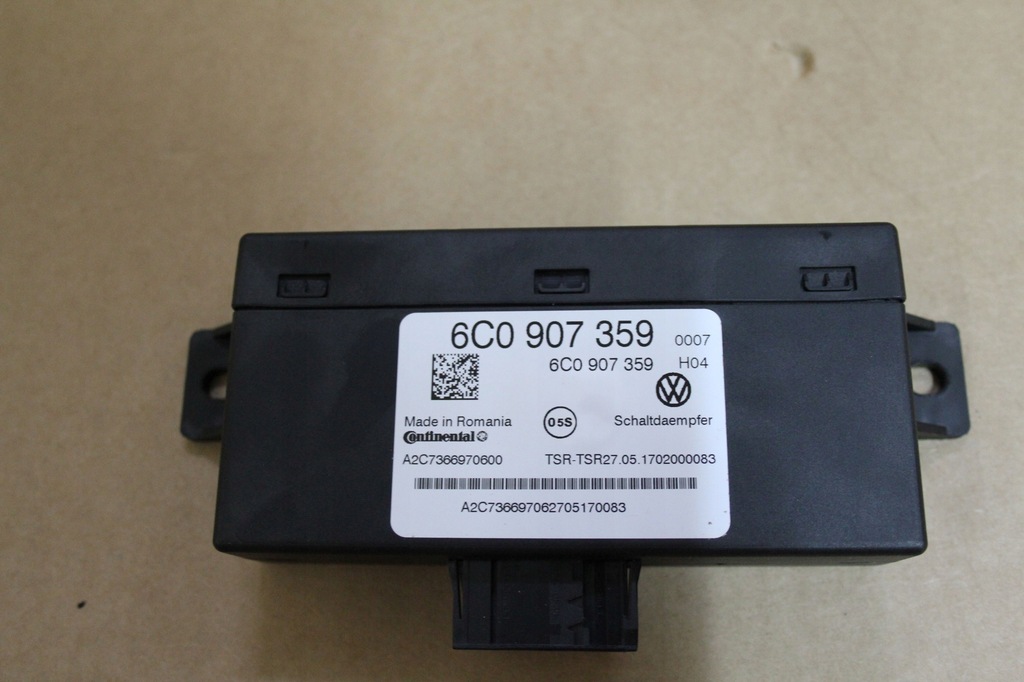 6C0 907 359 0007
6C0 907 359 H04
Made in Romania 05S Schaltdaempfer
Continental
A2C7366970600 TSR-TSR27.05.1702000083
A2C736697062705170083